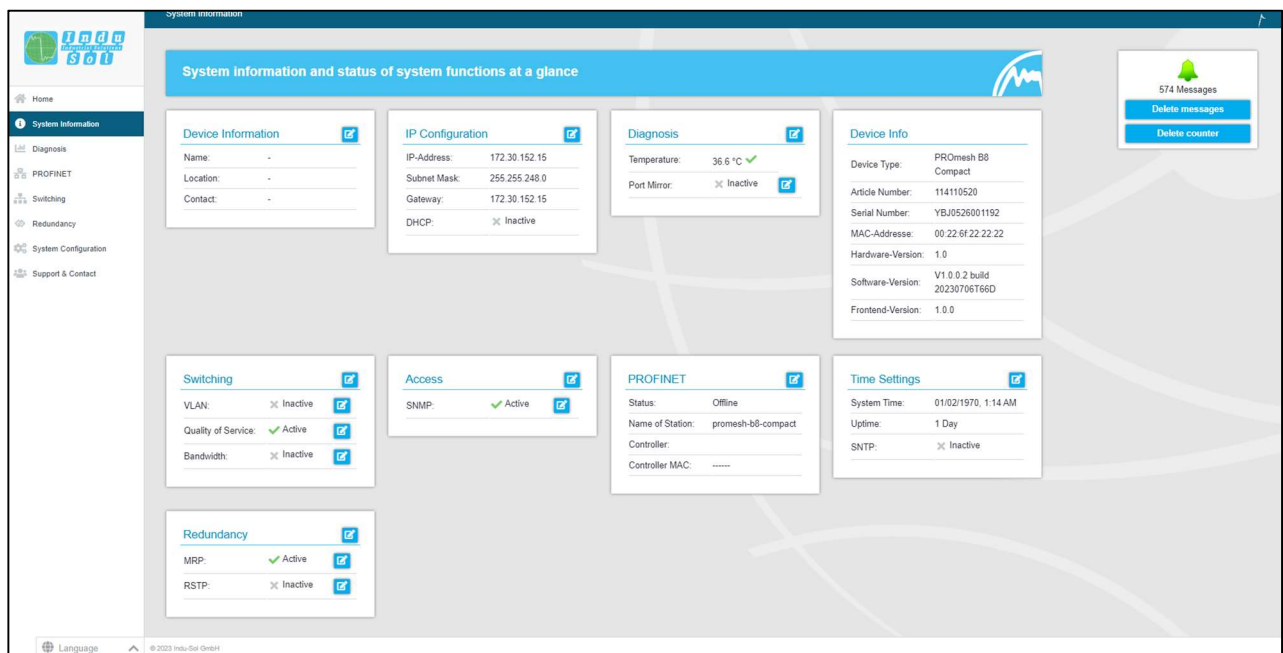 System Information
Indu
Industrial Solutions
Sol
Home
System Information
Diagnosis
PROFINET
Switching
Redundancy
System Configuration
Support & Contact
System information and status of system functions at a glance
574 Messages
Delete messages
Delete counter
Device Information
Name: -
Location: -
Contact: -
IP Configuration
IP-Address: 172.30.152.15
Subnet Mask: 255.255.248.0
Gateway: 172.30.152.15
DHCP: Inactive
Diagnosis
Temperature: 36.6 °C
Port Mirror: Inactive
Device Info
Device Type: PROmesh B8
Compact
Article Number: 114110520
Serial Number: YBJ0526001192
MAC-Addresse: 00:22:6f:22:22:22
Hardware-Version: 1.0
Software-Version: V1.0.0.2 build
20230706T66D
Frontend-Version: 1.0.0
Switching
VLAN: Inactive
Quality of Service: Active
Bandwidth: Inactive
Access
SNMP: Active
PROFINET
Status: Offline
Name of Station: promesh-b8-compact
Controller:
Controller MAC: ------
Time Settings
System Time: 01/02/1970, 1:14 AM
Uptime: 1 Day
SNTP: Inactive
Redundancy
MRP: Active
RSTP: Inactive
Language
© 2023 Indu-Sol GmbH